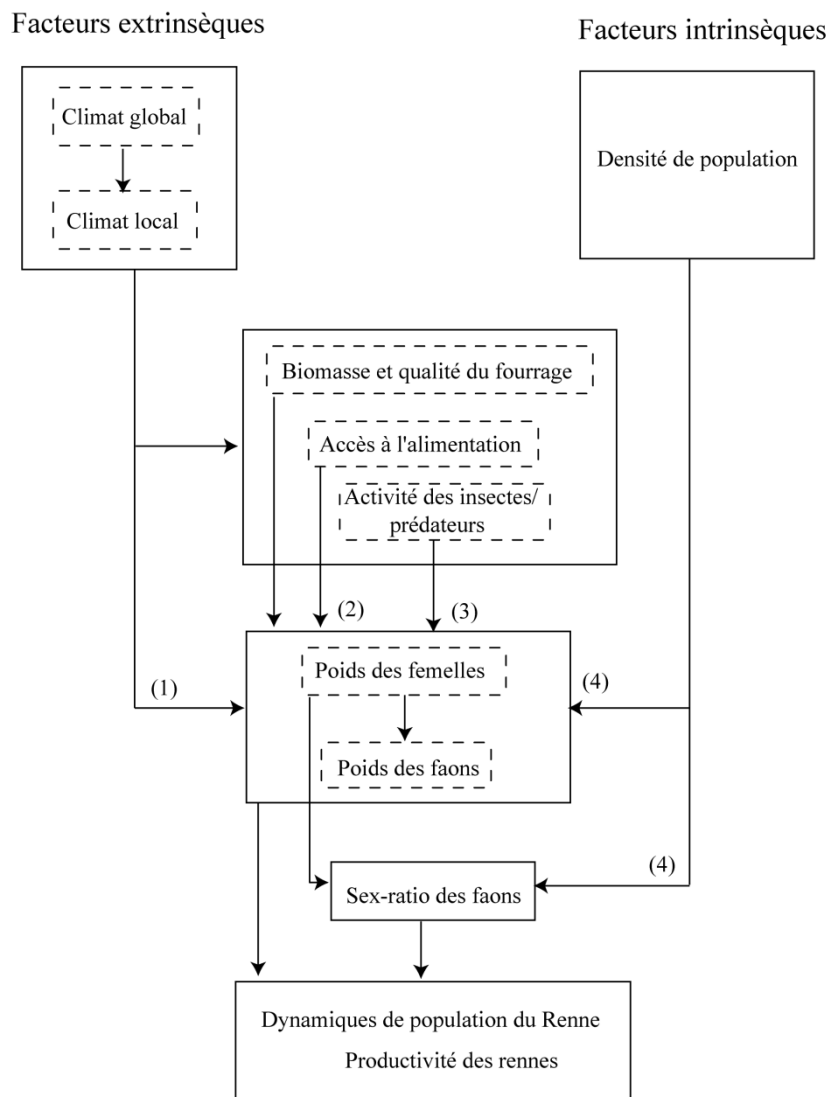 Facteurs extrinsèques
Facteurs intrinsèques
Climat global
Climat local
Densité de population
Biomasse et qualité du fourrage
Accès à l'alimentation
Activité des insectes/
prédateurs
(2)
(3)
(1)
(4)
Poids des femelles
Poids des faons
(4)
Sex-ratio des faons
Dynamiques de population du Renne
Productivité des rennes